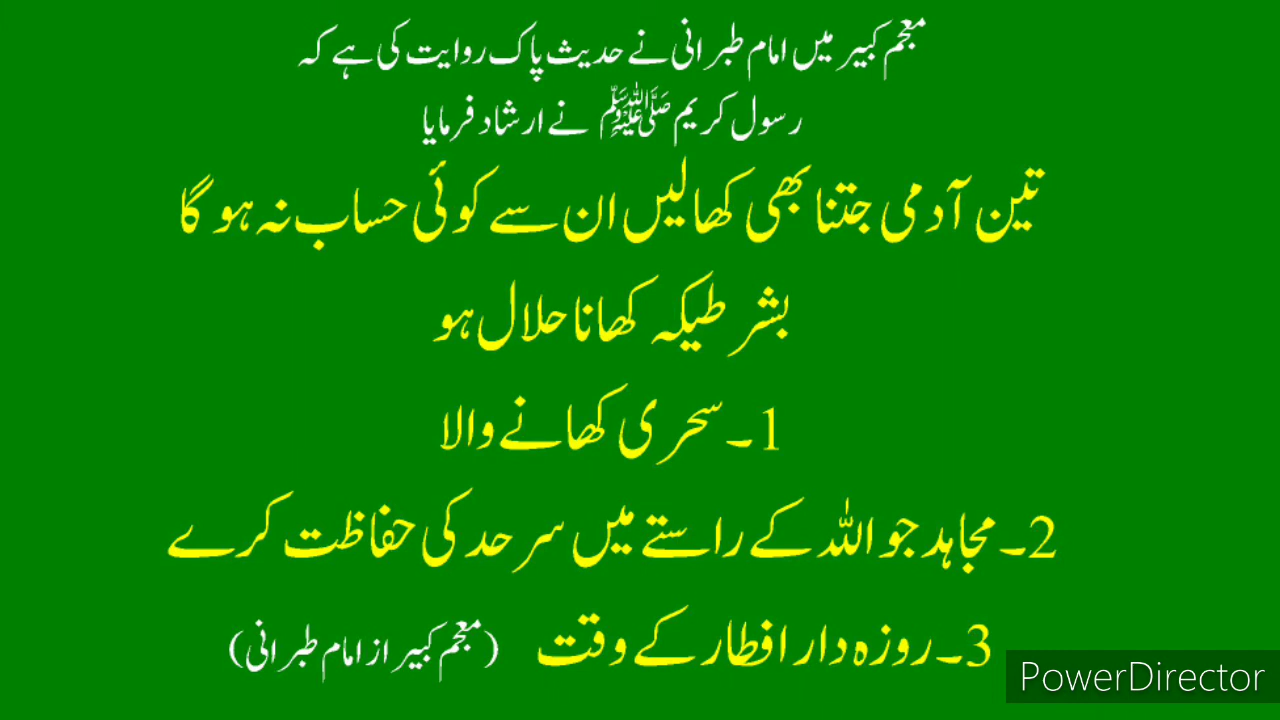 معجم کبیر میں امام طبرانی نے حدیث پاک روایت کی ہے کہ
رسول کریم ﷺ نے ارشاد فرمایا
تین آدمی جتنا بھی کھالیں ان سے کوئی حساب نہ ہو گا
بشرطیکہ کھانا حلال ہو
1۔سحری کھانے والا
2۔مجاہد جو اللہ کے راستے میں سرحد کی حفاظت کرے
3۔روزہ دار افطار کے وقت (معجم کبیر از امام طبرانی)
PowerDirector